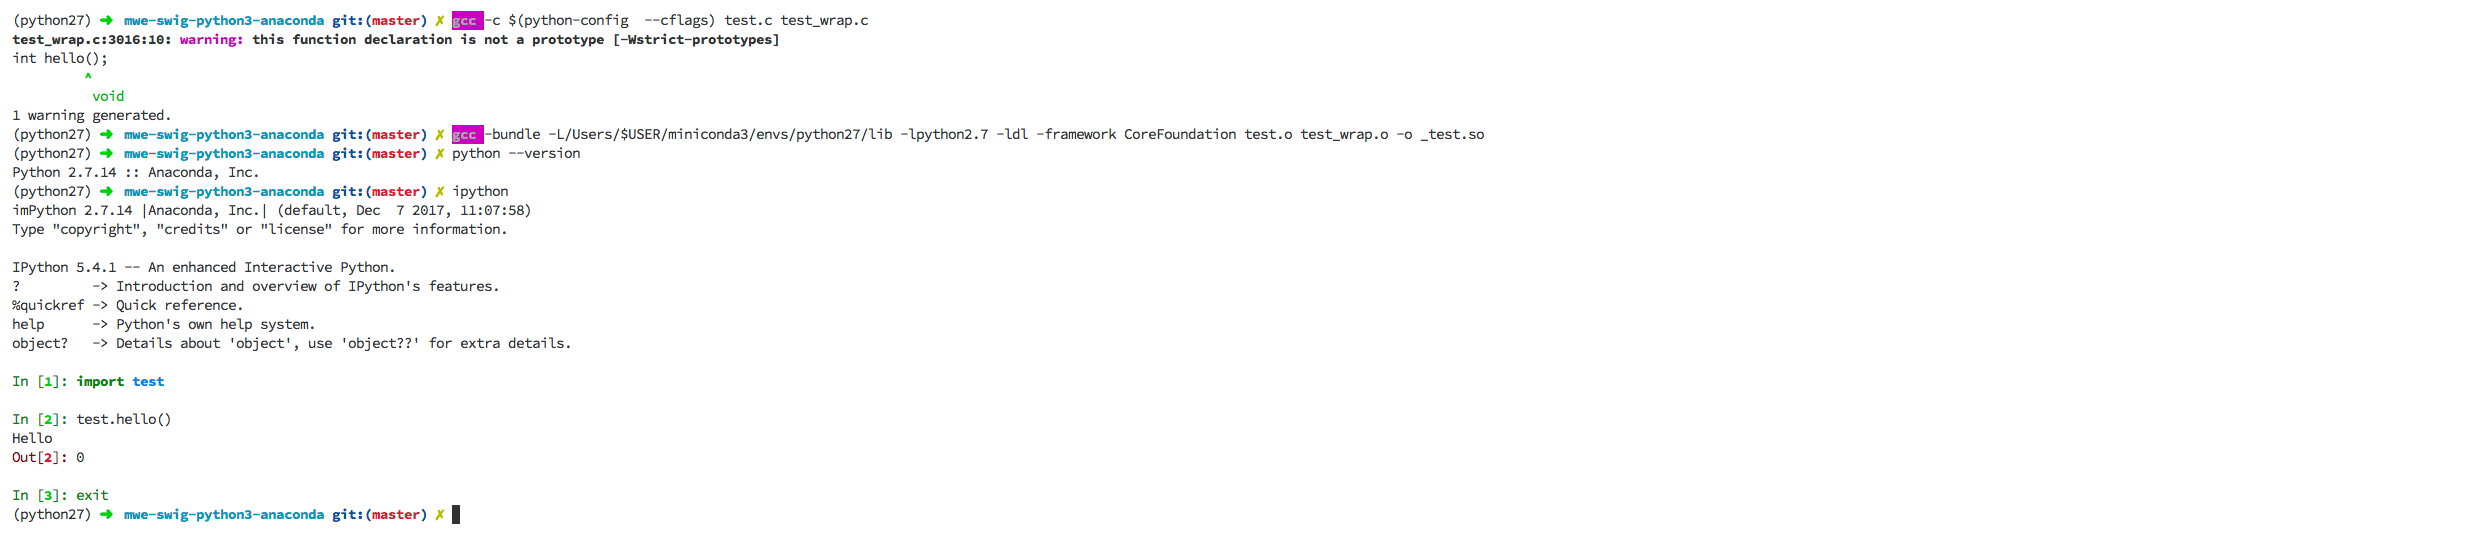 (python27) ➜ mwe-swig-python3-anaconda git:(master) ✗ gcc -c $(python-config  --cflags) test.c test_wrap.c
test_wrap.c:3016:10: warning: this function declaration is not a prototype [-Wstrict-prototypes]
int hello();
         ^
          void
1 warning generated.
(python27) ➜ mwe-swig-python3-anaconda git:(master) ✗ gcc -bundle -L/Users/$USER/miniconda3/envs/python27/lib -lpython2.7 -ldl -framework CoreFoundation test.o test_wrap.o -o _test.so
(python27) ➜ mwe-swig-python3-anaconda git:(master) ✗ python --version
Python 2.7.14 :: Anaconda, Inc.
(python27) ➜ mwe-swig-python3-anaconda git:(master) ✗ ipython
imPython 2.7.14 |Anaconda, Inc.| (default, Dec  7 2017, 11:07:58)
Type "copyright", "credits" or "license" for more information.

IPython 5.4.1 -- An enhanced Interactive Python.
?         -> Introduction and overview of IPython's features.
%quickref -> Quick reference.
help      -> Python's own help system.
object?   -> Details about 'object', use 'object??' for extra details.

In [1]: import test

In [2]: test.hello()
Hello
Out[2]: 0

In [3]: exit
(python27) ➜ mwe-swig-python3-anaconda git:(master) ✗